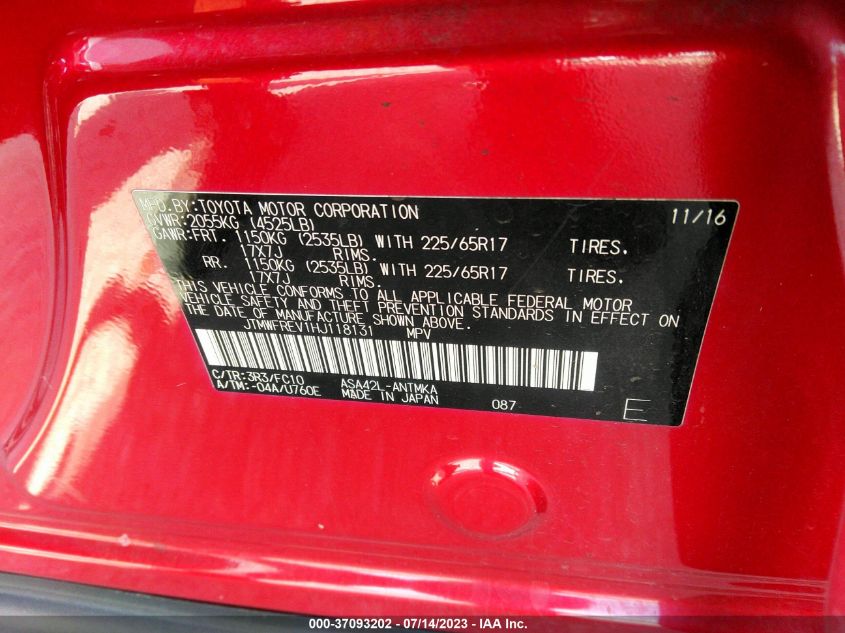 MFD.BY:TOYOTA MOTOR CORPORATION 11/16
GVWR:2055KG (4525LB)
GAWR:FRT. 1150KG (2535LB) WITH 225/65R17 TIRES,
17X7J RIMS.
RR. 1150KG (2535LB) WITH 225/65R17 TIRES,
17X7J RIMS.
THIS VEHICLE CONFORMS TO ALL APPLICABLE FEDERAL MOTOR
VEHICLE SAFETY AND THEFT PREVENTION STANDARDS IN EFFECT ON
THE DATE OF MANUFACTURE SHOWN ABOVE.
JTMWFREV1HJ118131 MPV
C/TR:3R3/FC10 ASA42L-ANTMKA
A/TM:-04A/U760E MADE IN JAPAN 087 E
000-37093202 - 07/14/2023 - IAA Inc.